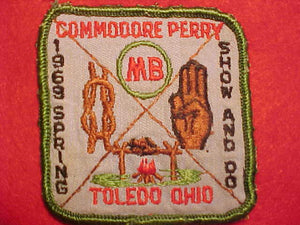 COMMODORE PERRY
MB
1969 SPRING
SHOW AND DO
TOLEDO OHIO